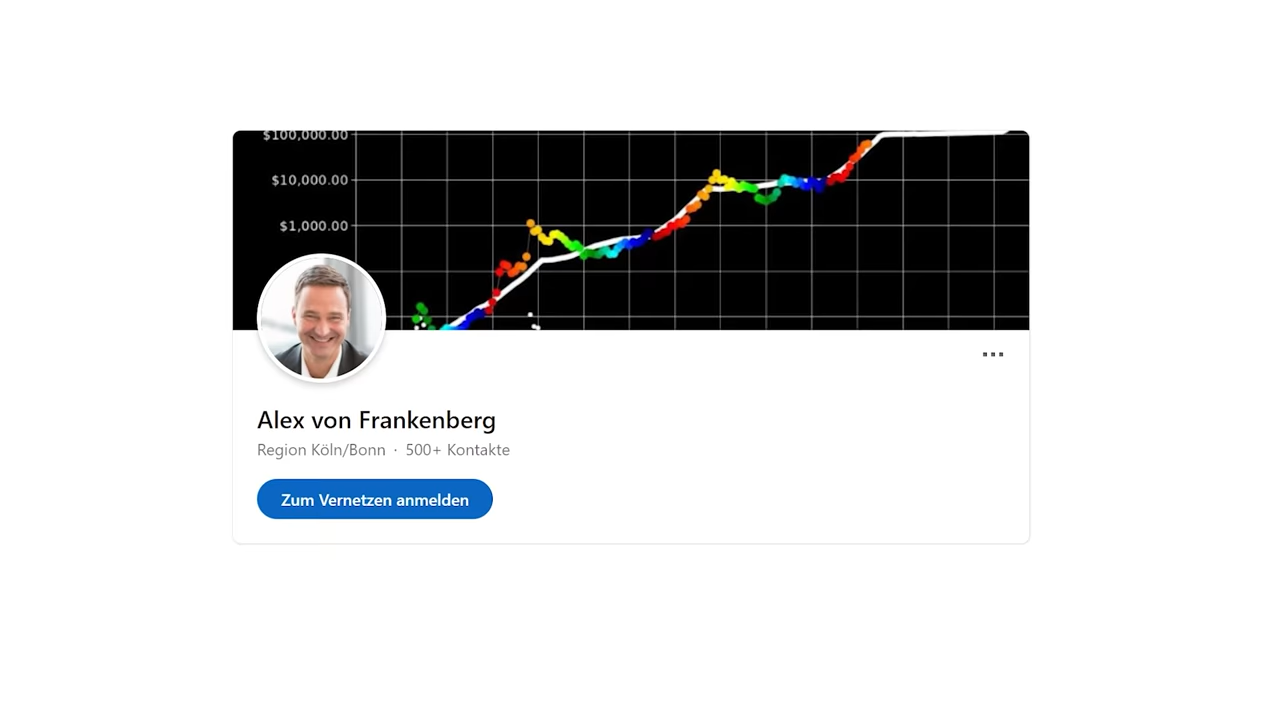 $100,000.00
$10,000.00
$1,000.00
Alex von Frankenberg
Region Köln/Bonn · 500+ Kontakte
Zum Vernetzen anmelden